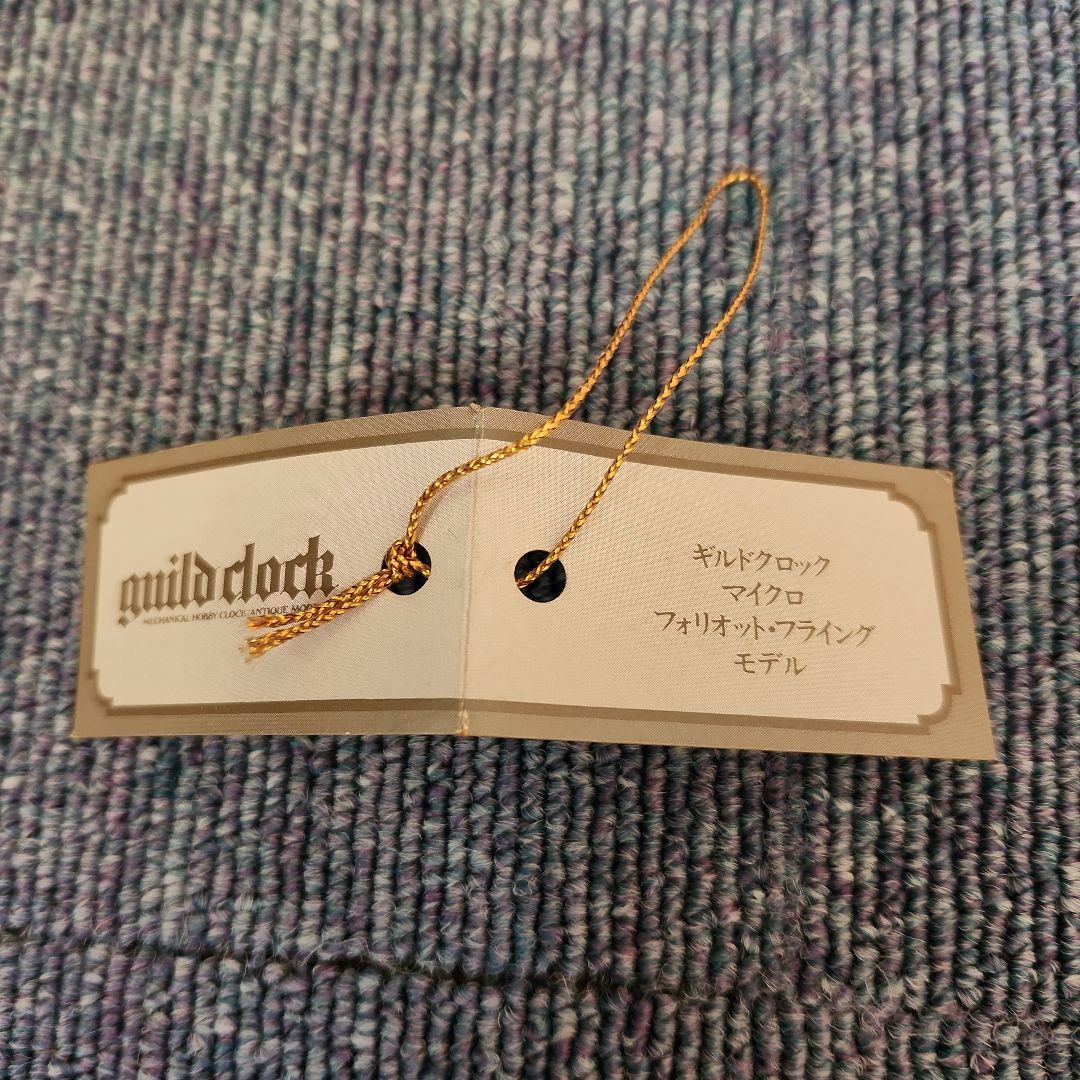 guild clock
MECHANICAL HOBBY CLOCK ANTIQUE
ギルドクロック
マイクロ
フォリオット・フライング
モデル